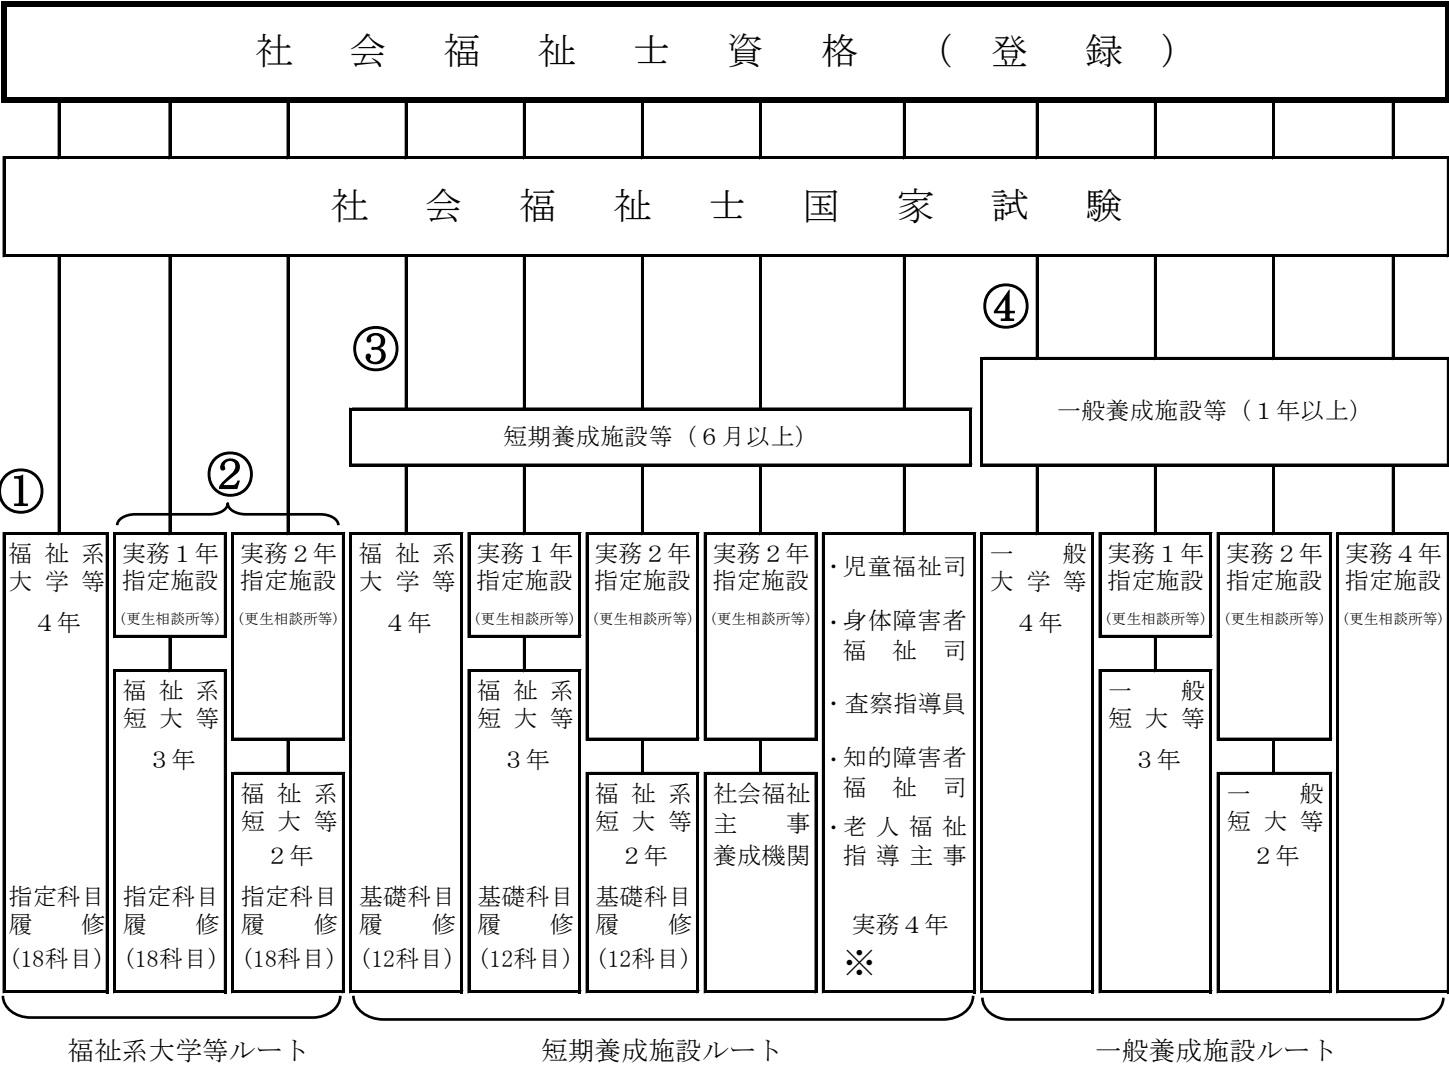 社会福祉士資格（登録）
社会福祉士国家試験
④
③
一般養成施設等（１年以上）
短期養成施設等（６月以上）
②
①
福祉系
大学等
４年
指定科目
履修
(18科目)
実務１年
指定施設
(更生相談所等)
福祉系
短大等
３年
指定科目
履修
(18科目)
実務２年
指定施設
(更生相談所等)
福祉系
短大等
２年
指定科目
履修
(18科目)
福祉系
大学等
４年
基礎科目
履修
(12科目)
実務１年
指定施設
(更生相談所等)
福祉系
短大等
３年
基礎科目
履修
(12科目)
実務２年
指定施設
(更生相談所等)
福祉系
短大等
２年
基礎科目
履修
(12科目)
実務２年
指定施設
(更生相談所等)
社会福祉
主事
養成機関
・児童福祉司
・身体障害者
福祉司
・査察指導員
・知的障害者
福祉司
・老人福祉
指導主事
実務４年
※
一般
大学等
４年
実務１年
指定施設
(更生相談所等)
一般
短大等
３年
実務２年
指定施設
(更生相談所等)
一般
短大等
２年
実務４年
指定施設
(更生相談所等)
福祉系大学等ルート
短期養成施設ルート
一般養成施設ルート